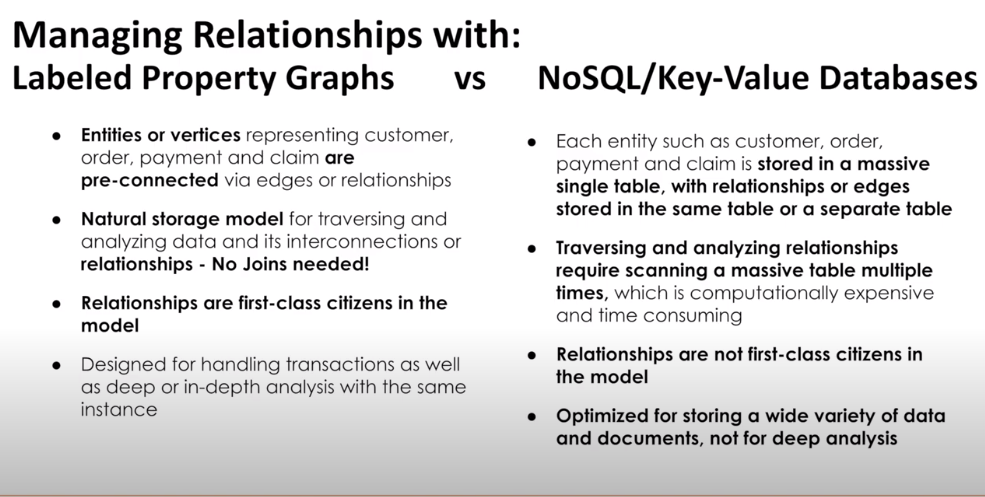 Managing Relationships with:
Labeled Property Graphs vs NoSQL/Key-Value Databases
● Entities or vertices representing customer,
order, payment and claim are
pre-connected via edges or relationships
● Natural storage model for traversing and
analyzing data and its interconnections or
relationships - No Joins needed!
● Relationships are first-class citizens in the
model
● Designed for handling transactions as well
as deep or in-depth analysis with the same
instance
● Each entity such as customer, order,
payment and claim is stored in a massive
single table, with relationships or edges
stored in the same table or a separate table
● Traversing and analyzing relationships
require scanning a massive table multiple
times, which is computationally expensive
and time consuming
● Relationships are not first-class citizens in
the model
● Optimized for storing a wide variety of data
and documents, not for deep analysis